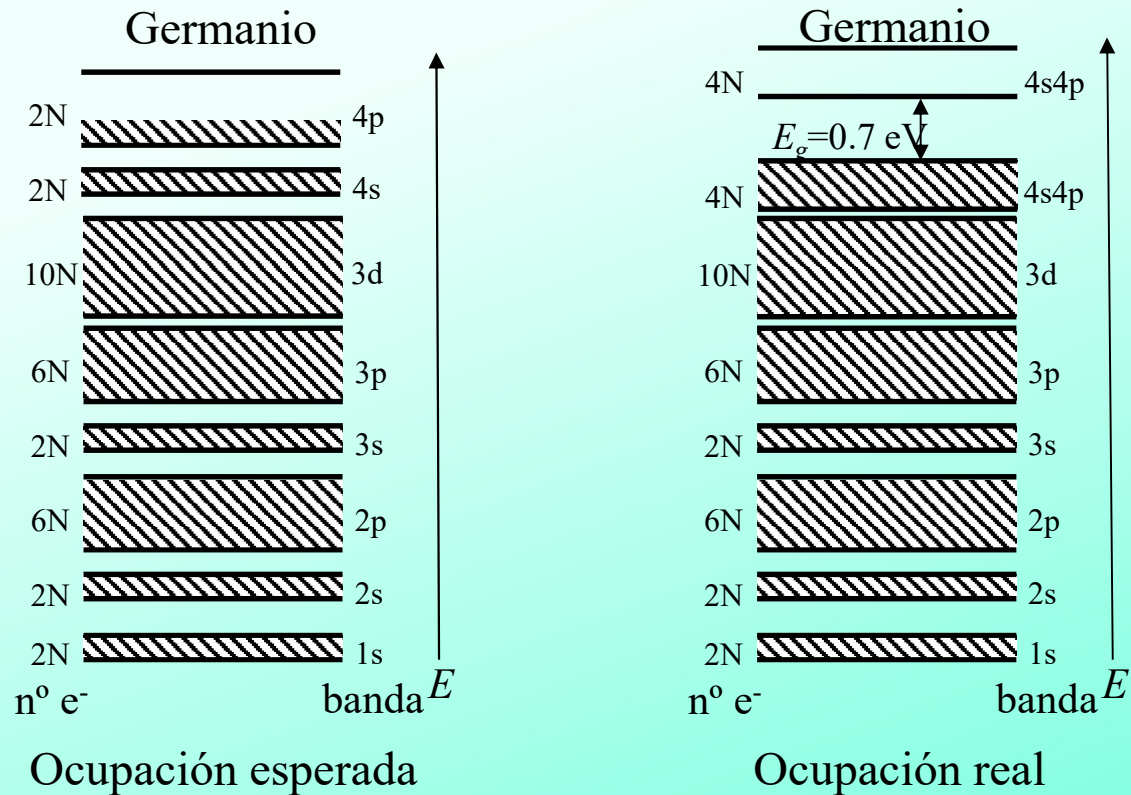 Germanio
2N 4p
2N 4s
10N 3d
6N 3p
2N 3s
6N 2p
2N 2s
2N 1s
nº e- banda E
Ocupación esperada
Germanio
4N 4s4p
E_g=0.7 eV
4N 4s4p
10N 3d
6N 3p
2N 3s
6N 2p
2N 2s
2N 1s
nº e- banda E
Ocupación real